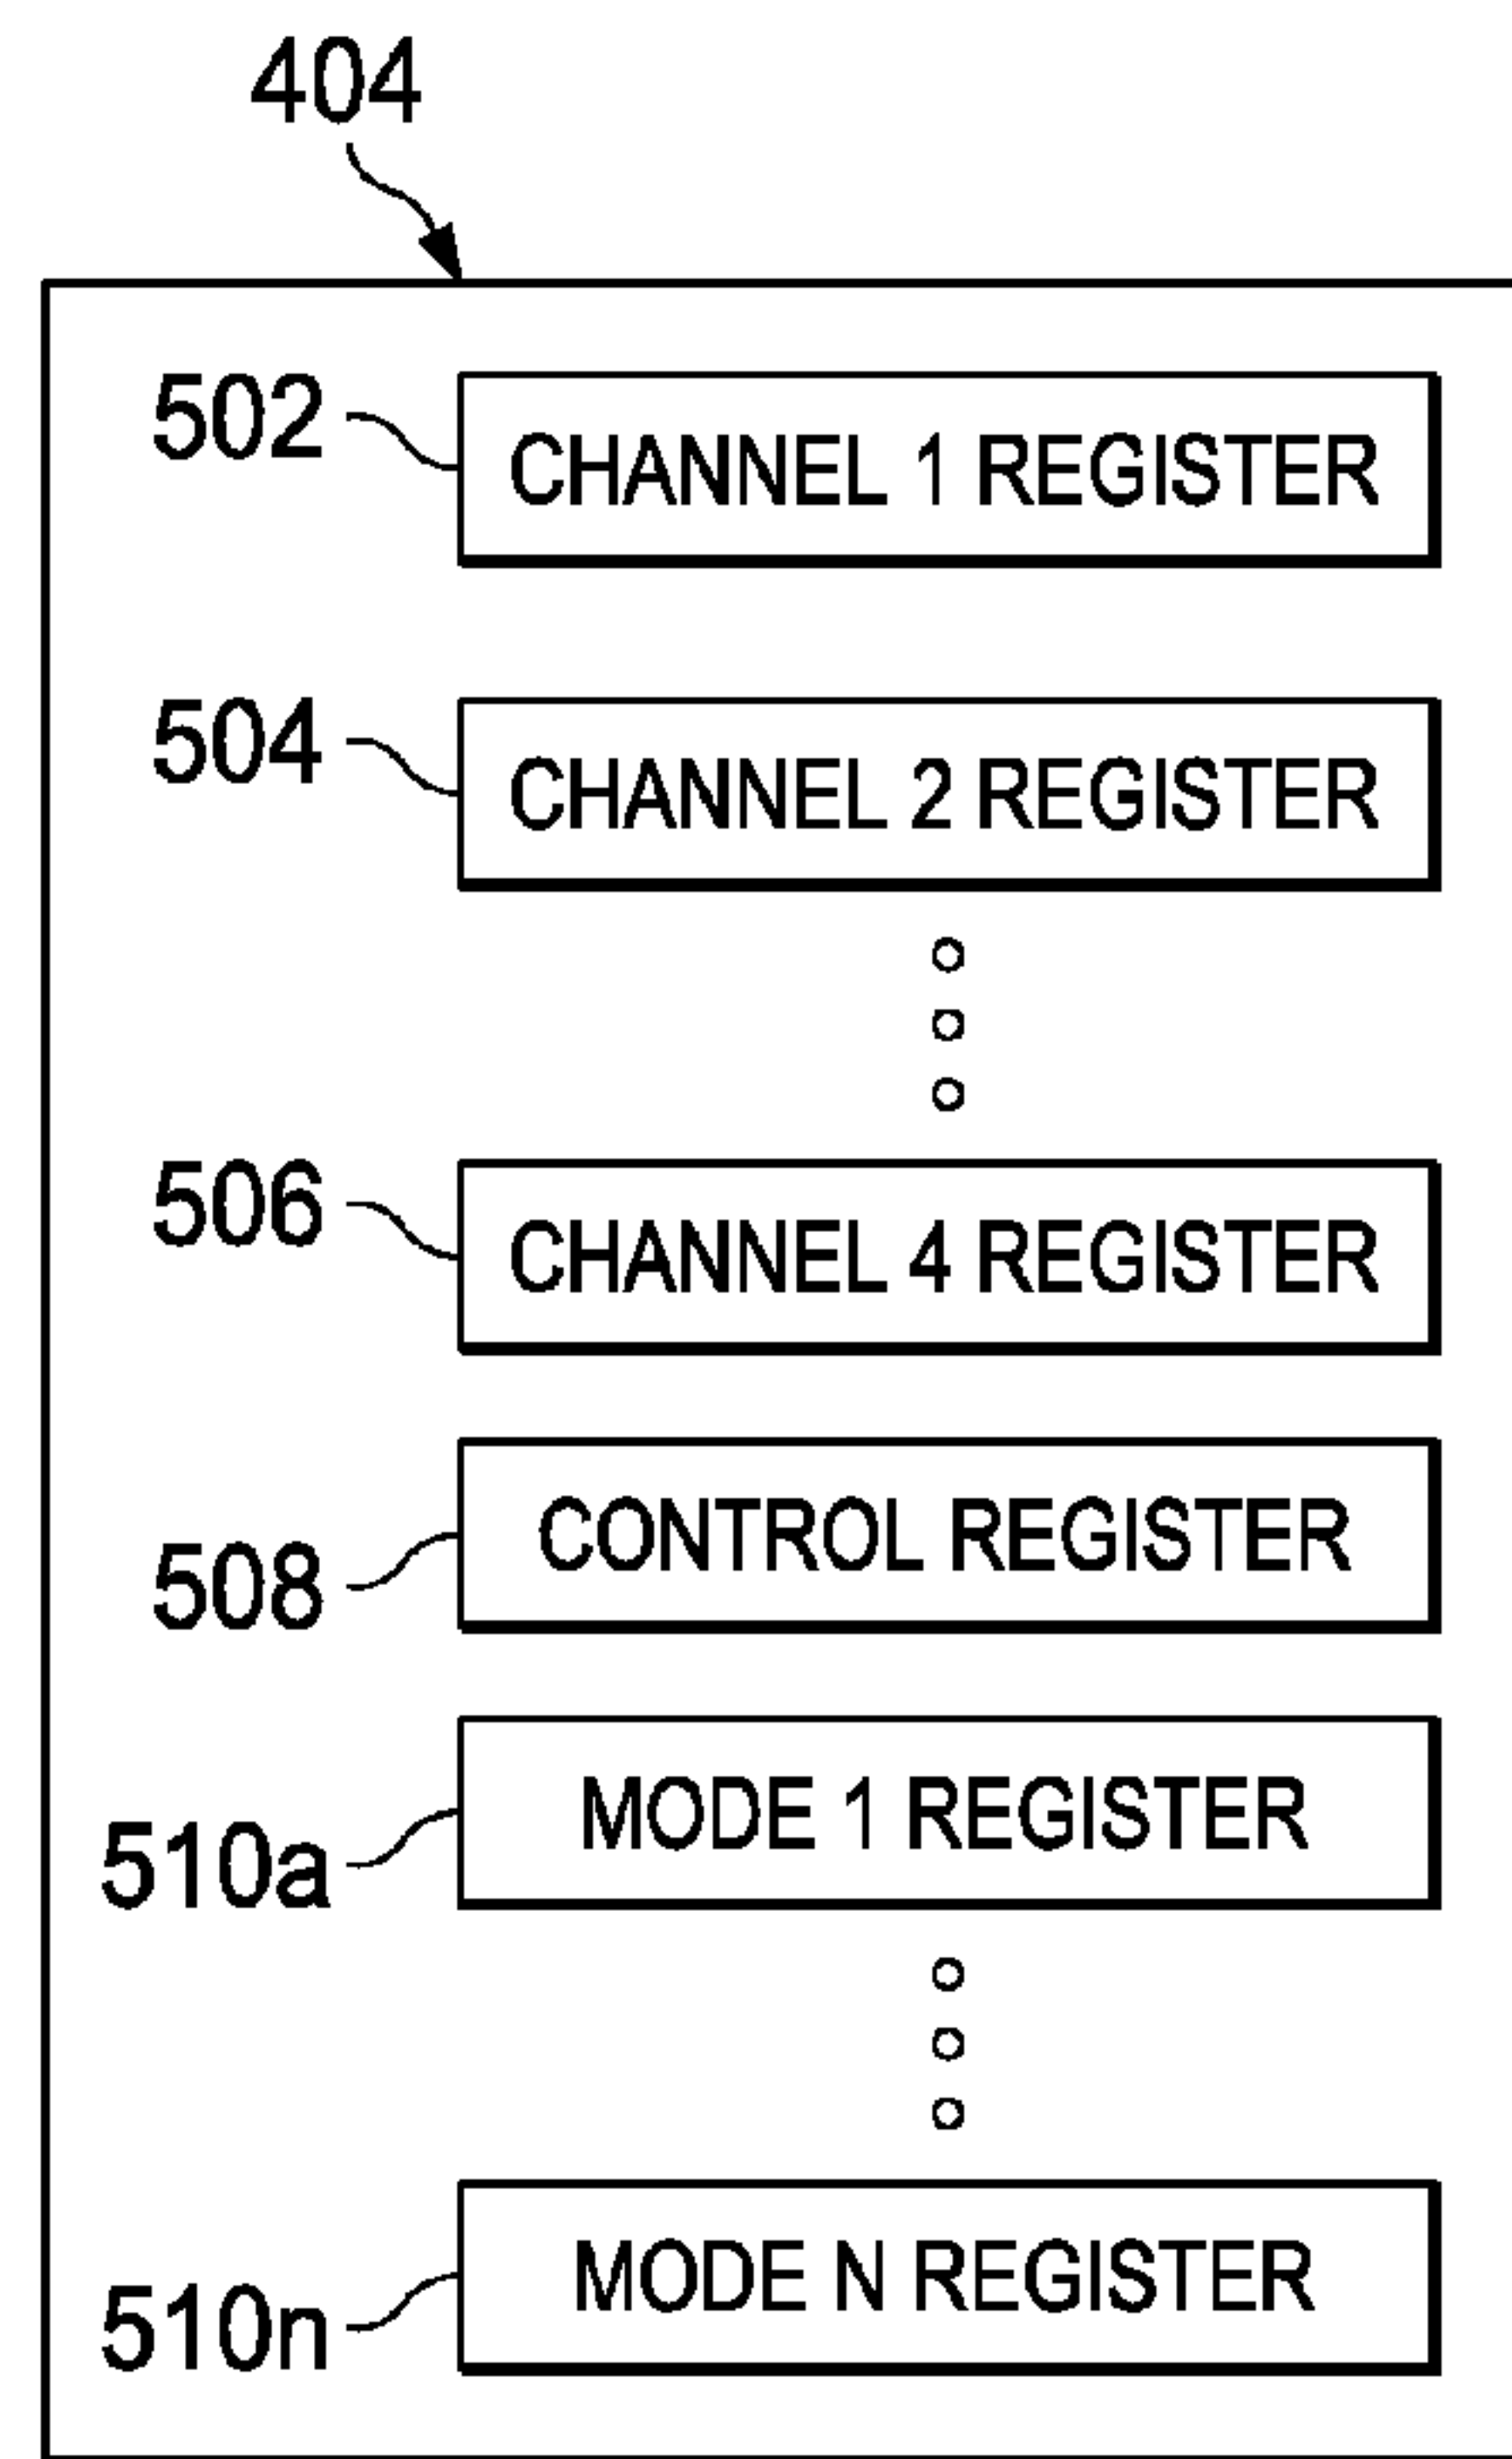 404
502 CHANNEL 1 REGISTER
504 CHANNEL 2 REGISTER
506 CHANNEL 4 REGISTER
508 CONTROL REGISTER
510a MODE 1 REGISTER
510n MODE N REGISTER